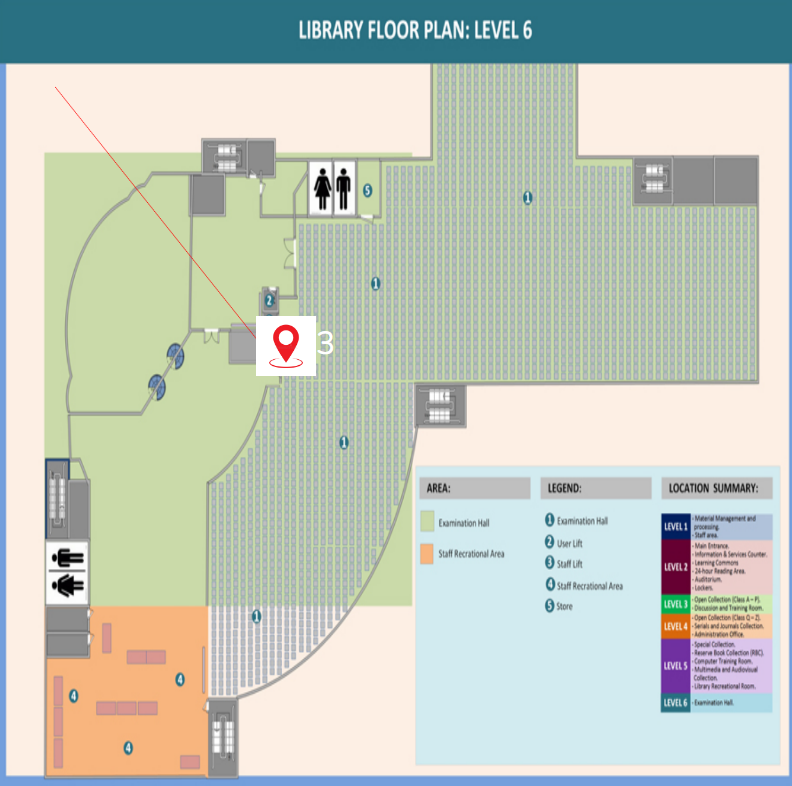 LIBRARY FLOOR PLAN: LEVEL 6
5
1
1
2
3
1
1
4
4
4
AREA:
Examination Hall
Staff Recrational Area
LEGEND:
1 Examination Hall
2 User Lift
3 Staff Lift
4 Staff Recrational Area
5 Store
LOCATION SUMMARY:
LEVEL 1
- Material Management and
processing.
- Staff area.
LEVEL 2
- Main Entrance.
- Information & Services Counter.
- Learning Commons
- 24-hour Reading Area.
- Auditorium.
- Lockers.
LEVEL 3
- Open Collection (Class A – P).
- Discussion and Training Room.
LEVEL 4
- Open Collection (Class Q – Z).
- Serials and Journals Collection.
- Administration Office.
LEVEL 5
- Special Collection.
- Reserve Book Collection (RBC).
- Computer Training Room.
- Multimedia and Audiovisual
Collection.
- Library Recreational Room.
LEVEL 6
- Examination Hall.